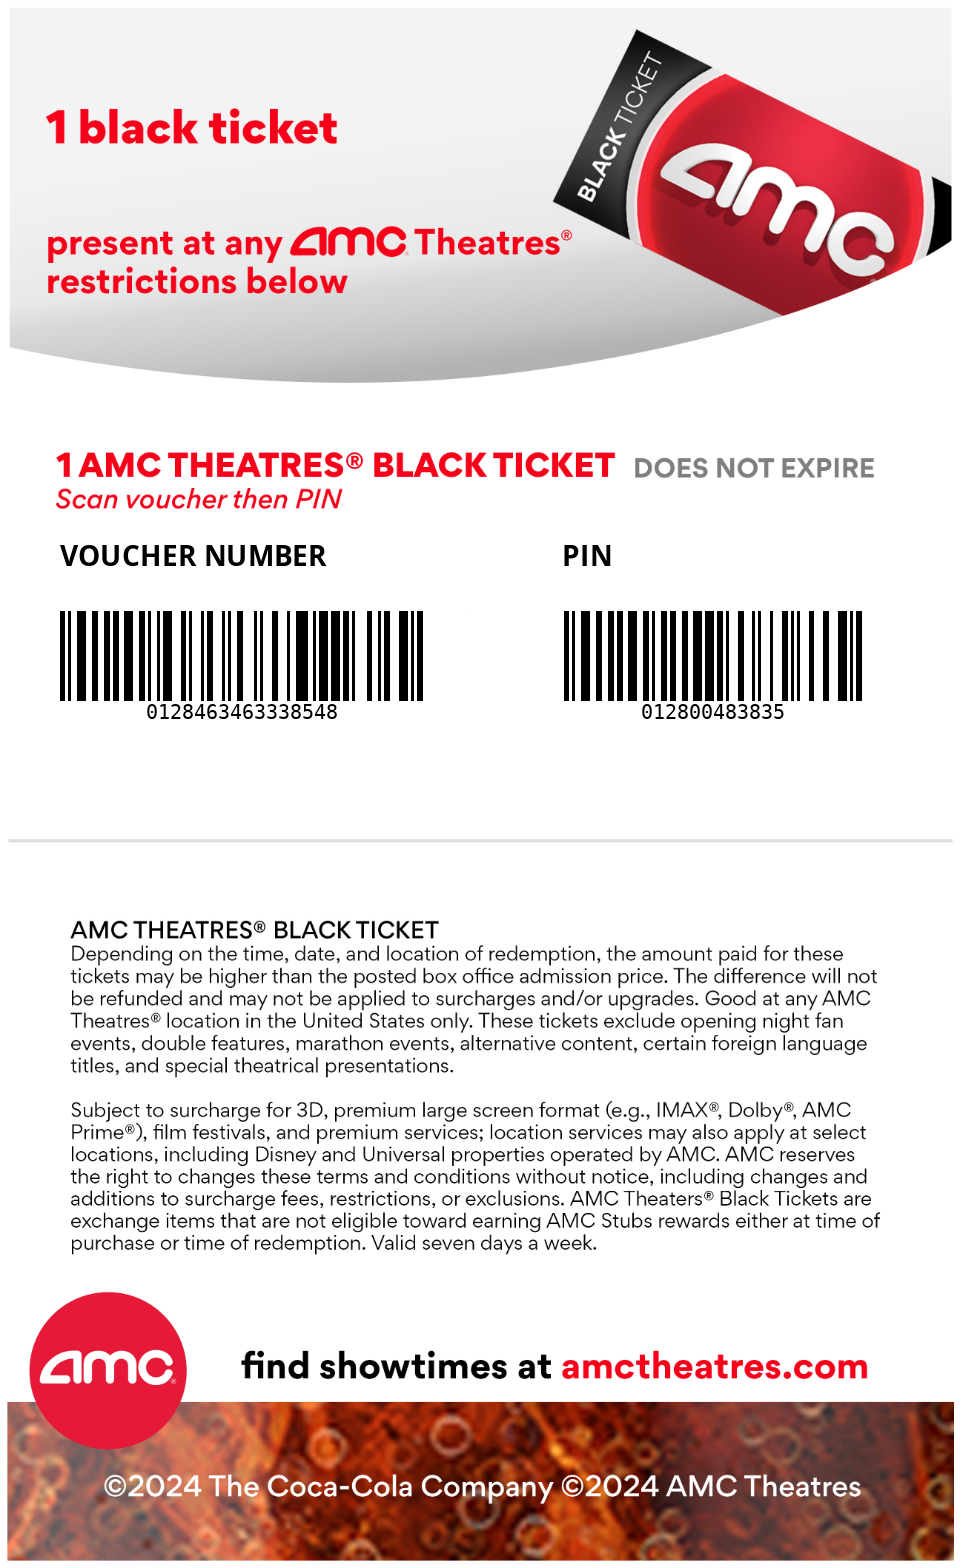 BLACK TICKET
amc
1 black ticket
present at any amc Theatres®
restrictions below
1 AMC THEATRES® BLACK TICKET DOES NOT EXPIRE
Scan voucher then PIN
VOUCHER NUMBER PIN
0128463463338548 012800483835
AMC THEATRES® BLACK TICKET
Depending on the time, date, and location of redemption, the amount paid for these
tickets may be higher than the posted box office admission price. The difference will not
be refunded and may not be applied to surcharges and/or upgrades. Good at any AMC
Theatres® location in the United States only. These tickets exclude opening night fan
events, double features, marathon events, alternative content, certain foreign language
titles, and special theatrical presentations.
Subject to surcharge for 3D, premium large screen format (e.g., IMAX®, Dolby®, AMC
Prime®), film festivals, and premium services; location services may also apply at select
locations, including Disney and Universal properties operated by AMC. AMC reserves
the right to changes these terms and conditions without notice, including changes and
additions to surcharge fees, restrictions, or exclusions. AMC Theaters® Black Tickets are
exchange items that are not eligible toward earning AMC Stubs rewards either at time of
purchase or time of redemption. Valid seven days a week.
amc®
find showtimes at amctheatres.com
©2024 The Coca-Cola Company ©2024 AMC Theatres